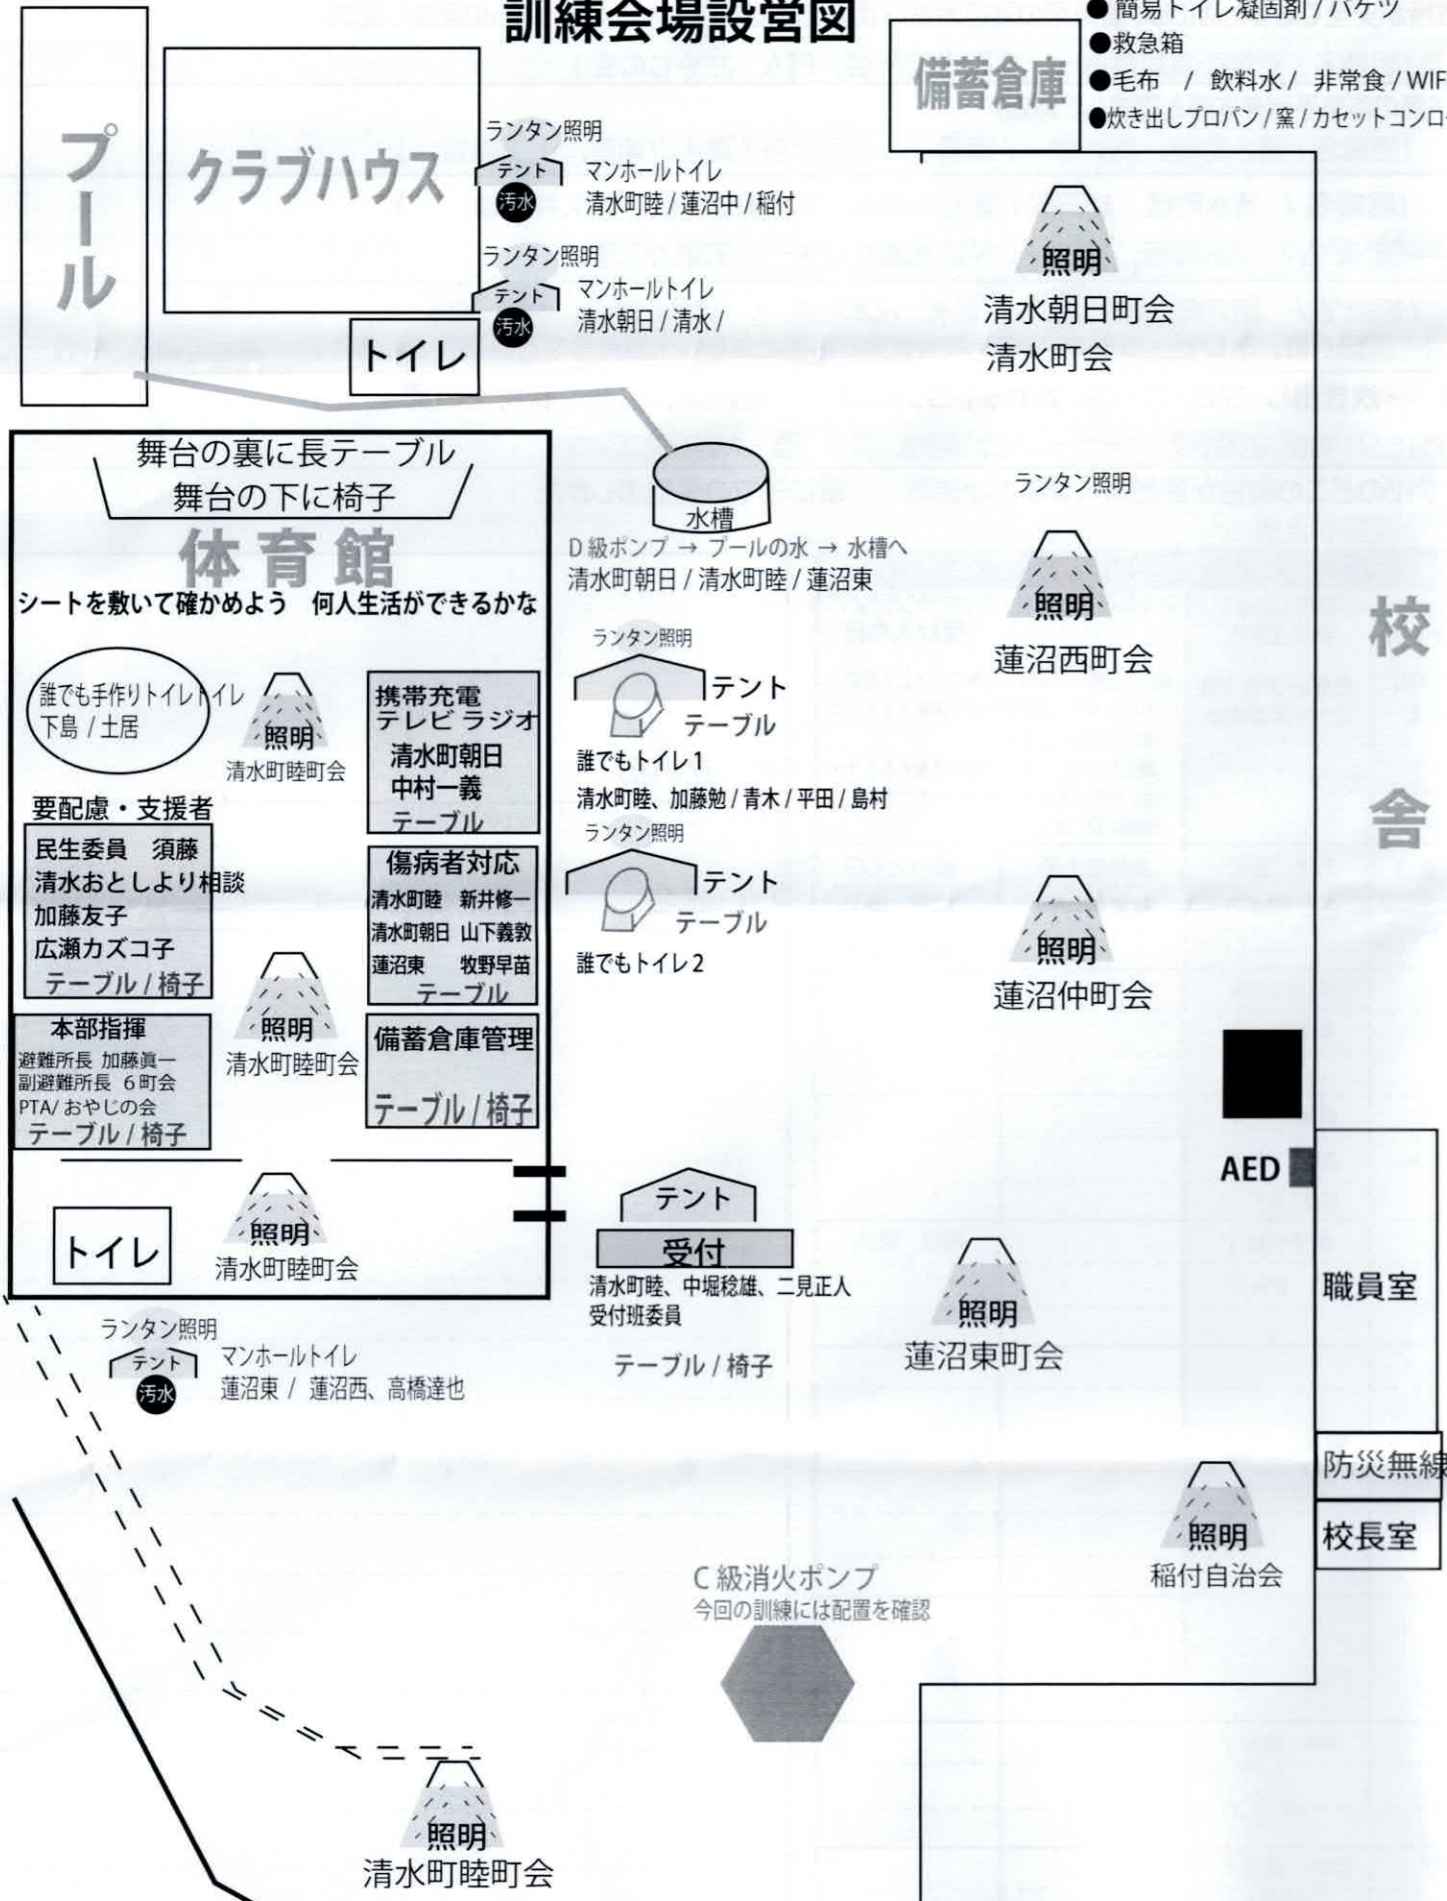 訓練会場設営図
プール
クラブハウス
ランタン照明
テント
汚水
マンホールトイレ
清水町睦 / 蓮沼中 / 稲付
ランタン照明
テント
汚水
マンホールトイレ
清水朝日 / 清水 /
トイレ
備蓄倉庫
●簡易トイレ凝固剤 / バケツ
●救急箱
●毛布 / 飲料水 / 非常食 / WIF
●炊き出しプロパン / 窯 / カセットコンロ
照明
清水朝日町会
清水町会
舞台の裏に長テーブル
舞台の下に椅子
体育館
シートを敷いて確かめよう 何人生活ができるかな
水槽
D級ポンプ → プールの水 → 水槽へ
清水町朝日 / 清水町睦 / 蓮沼東
ランタン照明
照明
蓮沼西町会
校舎
誰でも手作りトイレトイレ
下島 / 土居
照明
清水町睦町会
携帯充電
テレビ ラジオ
清水町朝日
中村一義
テーブル
ランタン照明
テント
テーブル
誰でもトイレ1
清水町睦、加藤勉 / 青木 / 平田 / 島村
要配慮・支援者
民生委員 須藤
清水おとしより相談
加藤友子
広瀬カズコ子
テーブル / 椅子
傷病者対応
清水町睦 新井修一
清水町朝日 山下義敦
蓮沼東 牧野早苗
テーブル
ランタン照明
テント
テーブル
誰でもトイレ2
照明
蓮沼仲町会
照明
清水町睦町会
本部指揮
避難所長 加藤眞一
副避難所長 6町会
PTA/ おやじの会
テーブル / 椅子
備蓄倉庫管理
テーブル / 椅子
AED
トイレ
照明
清水町睦町会
テント
受付
清水町睦、中堀稔雄、二見正人
受付班委員
テーブル / 椅子
照明
蓮沼東町会
職員室
ランタン照明
テント
汚水
マンホールトイレ
蓮沼東 / 蓮沼西、高橋達也
防災無線
校長室
照明
稲付自治会
C級消火ポンプ
今回の訓練には配置を確認
照明
清水町睦町会